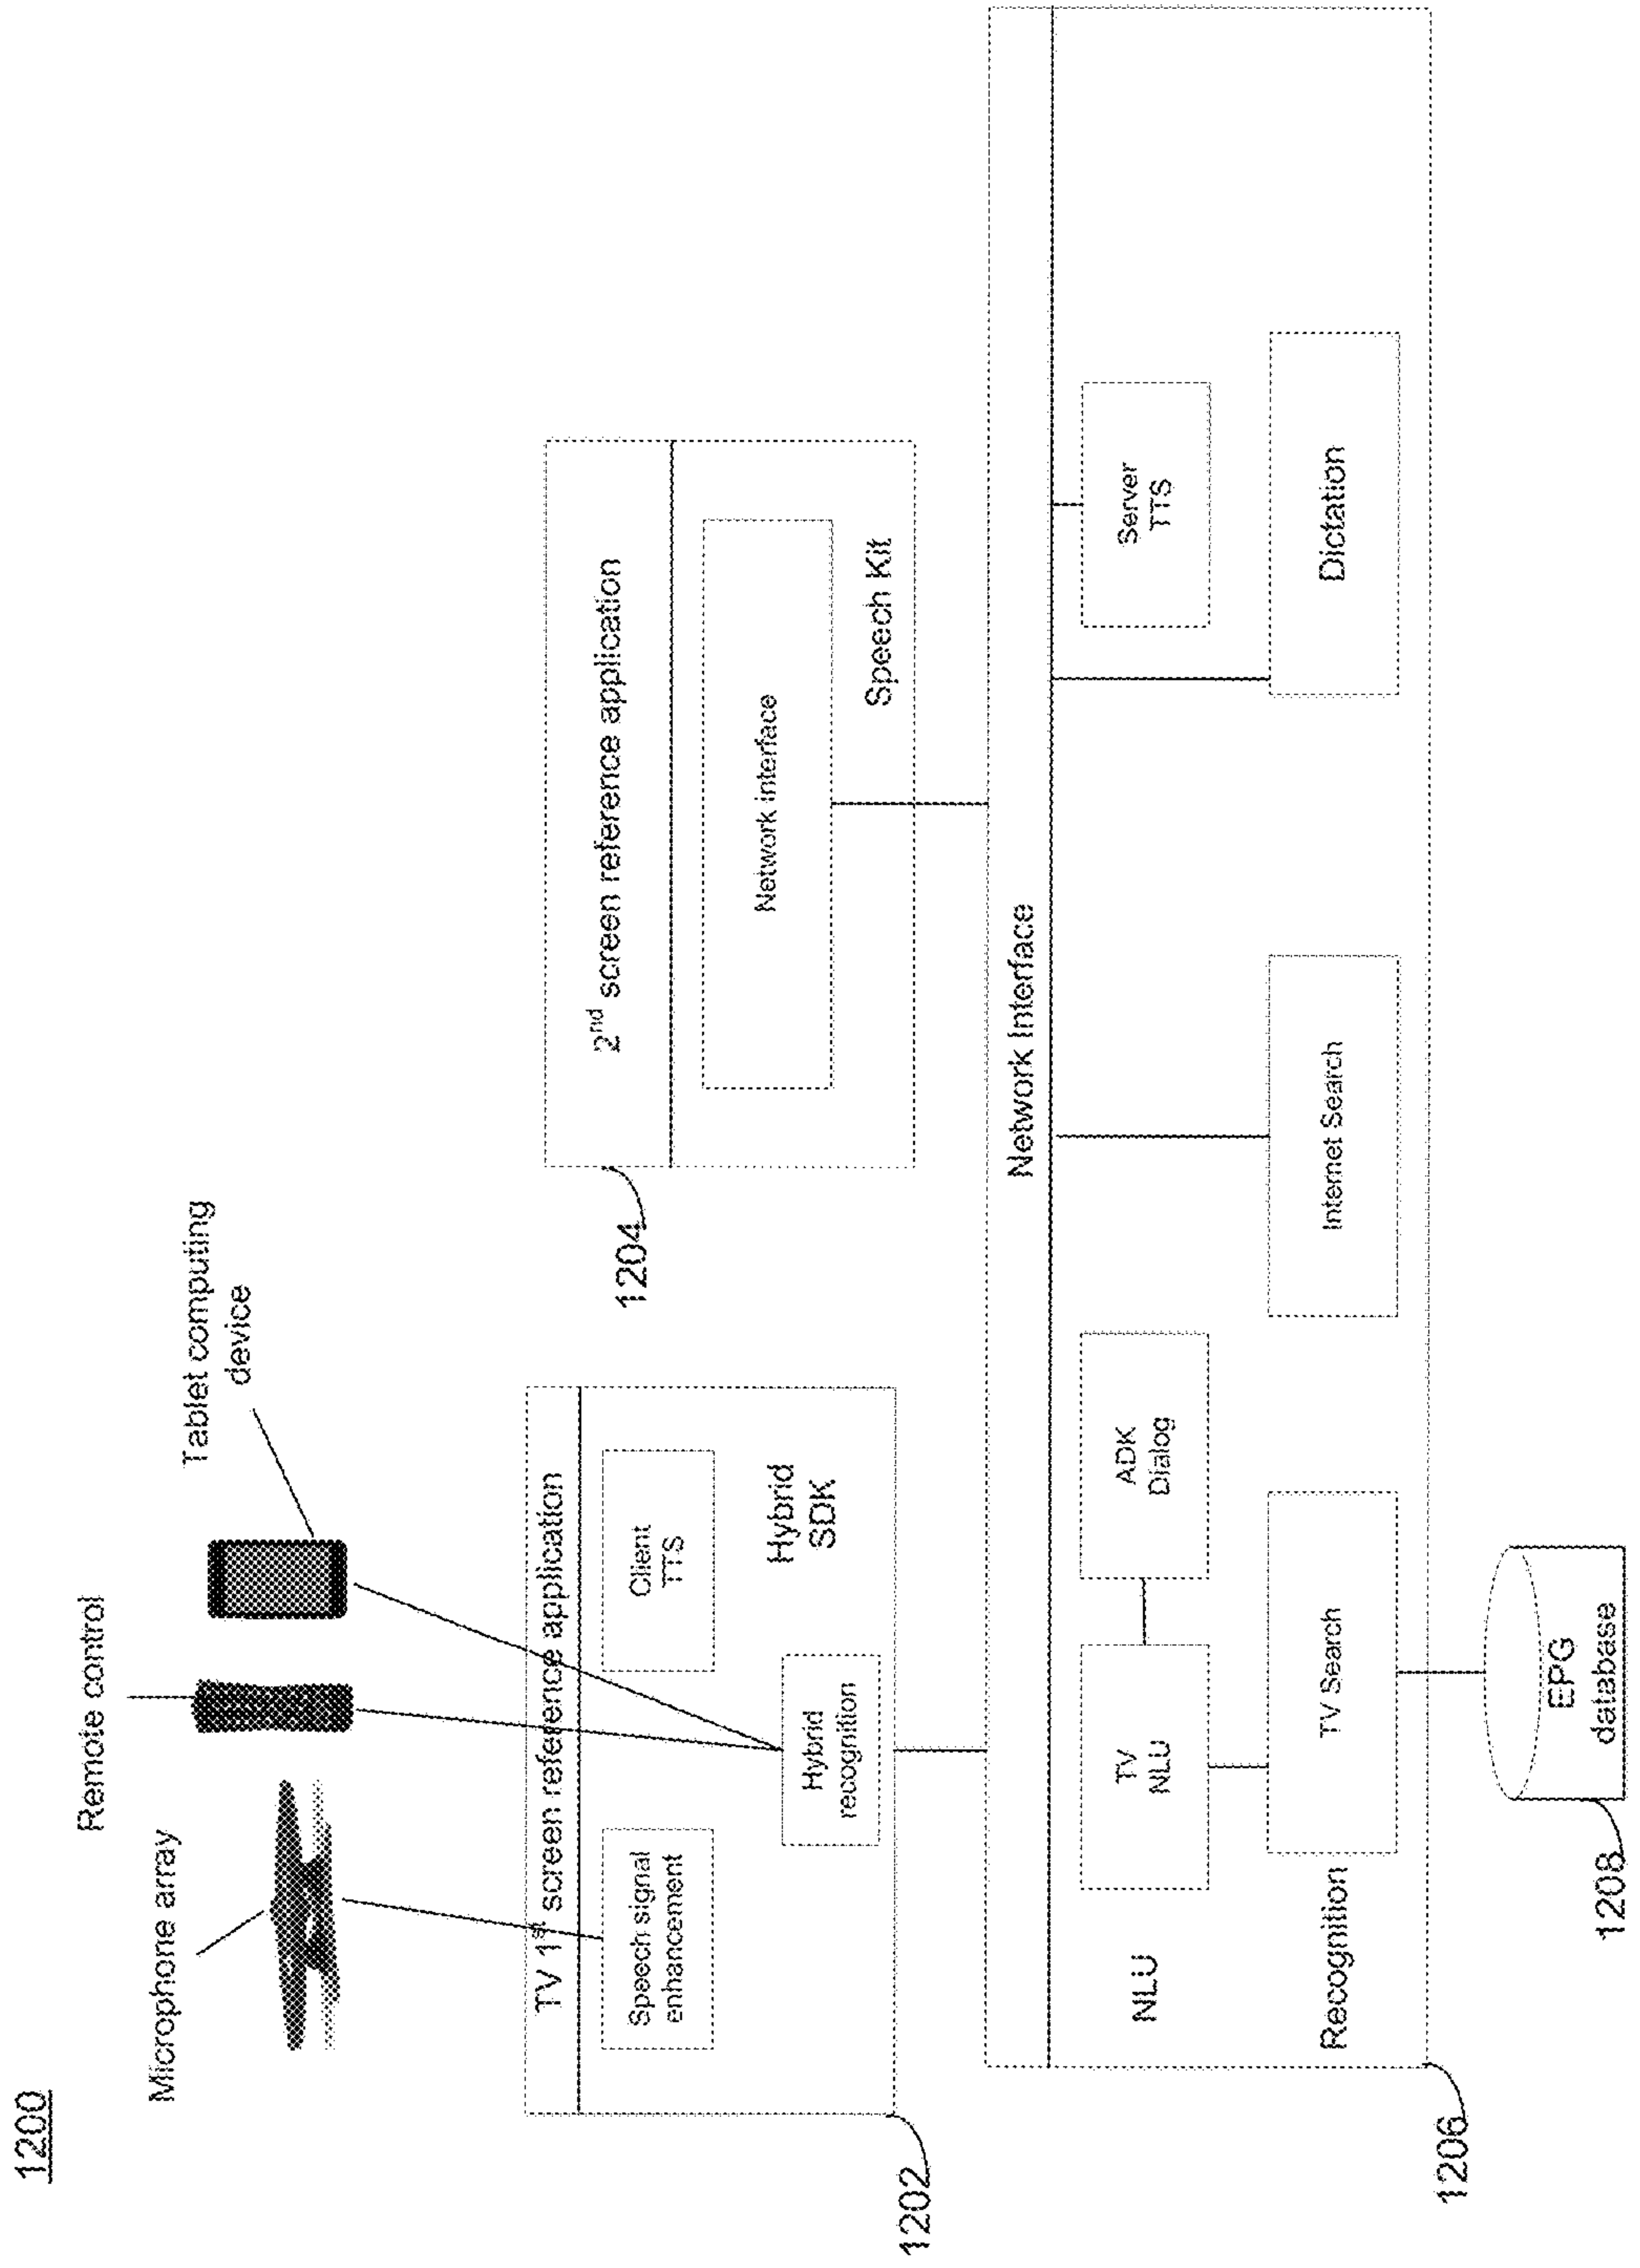 1200
Remote control
Tablet computing
device
Microphone array
TV 1st screen reference application
Speech signal
enhancement
Client
TTS
Hybrid
recognition
Hybrid
SDK
1202
2nd screen reference application
Network interface
Speech Kit
1204
Network Interface
NLU
TV
NLU
ADK
Dialog
Server
TTS
Recognition
TV Search
Internet Search
Dictation
1206
EPG
database
1208